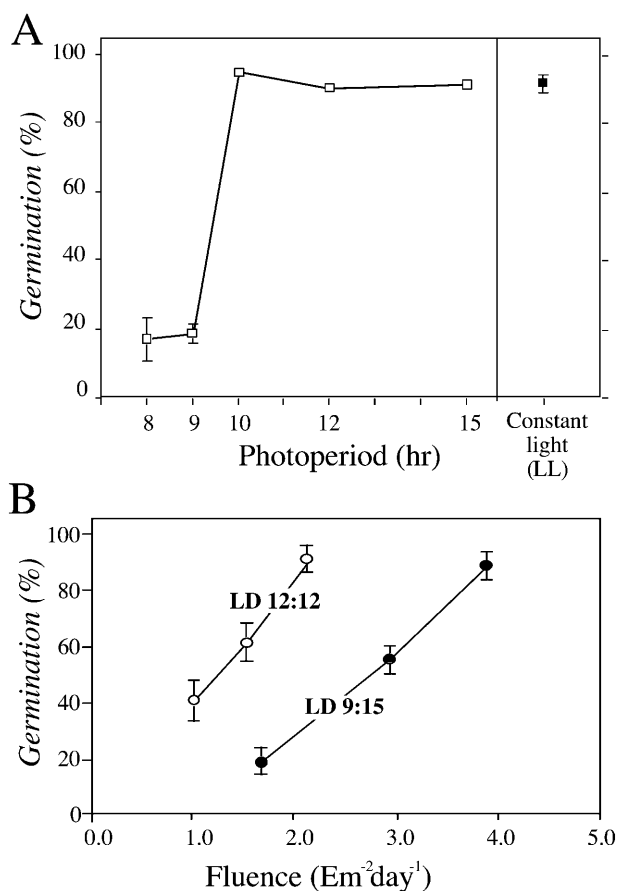 A
100
80
60
40
20
0
Germination (%)
8 9 10 12 15
Photoperiod (hr)
Constant
light
(LL)
B
100
80
60
40
20
0
Germination (%)
LD 12:12
LD 9:15
0.0 1.0 2.0 3.0 4.0 5.0
Fluence (Em⁻²day⁻¹)